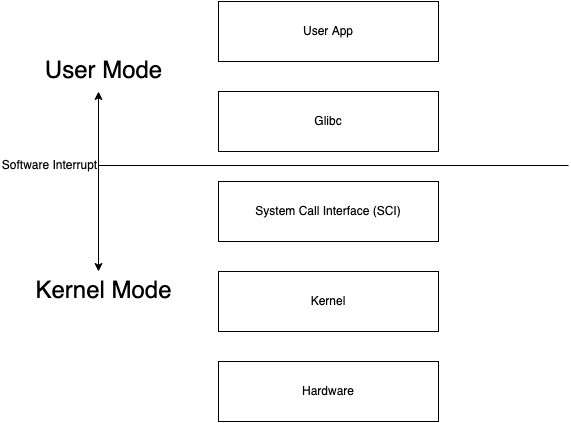 User App
User Mode
Glibc
Software Interrupt
System Call Interface (SCI)
Kernel Mode
Kernel
Hardware